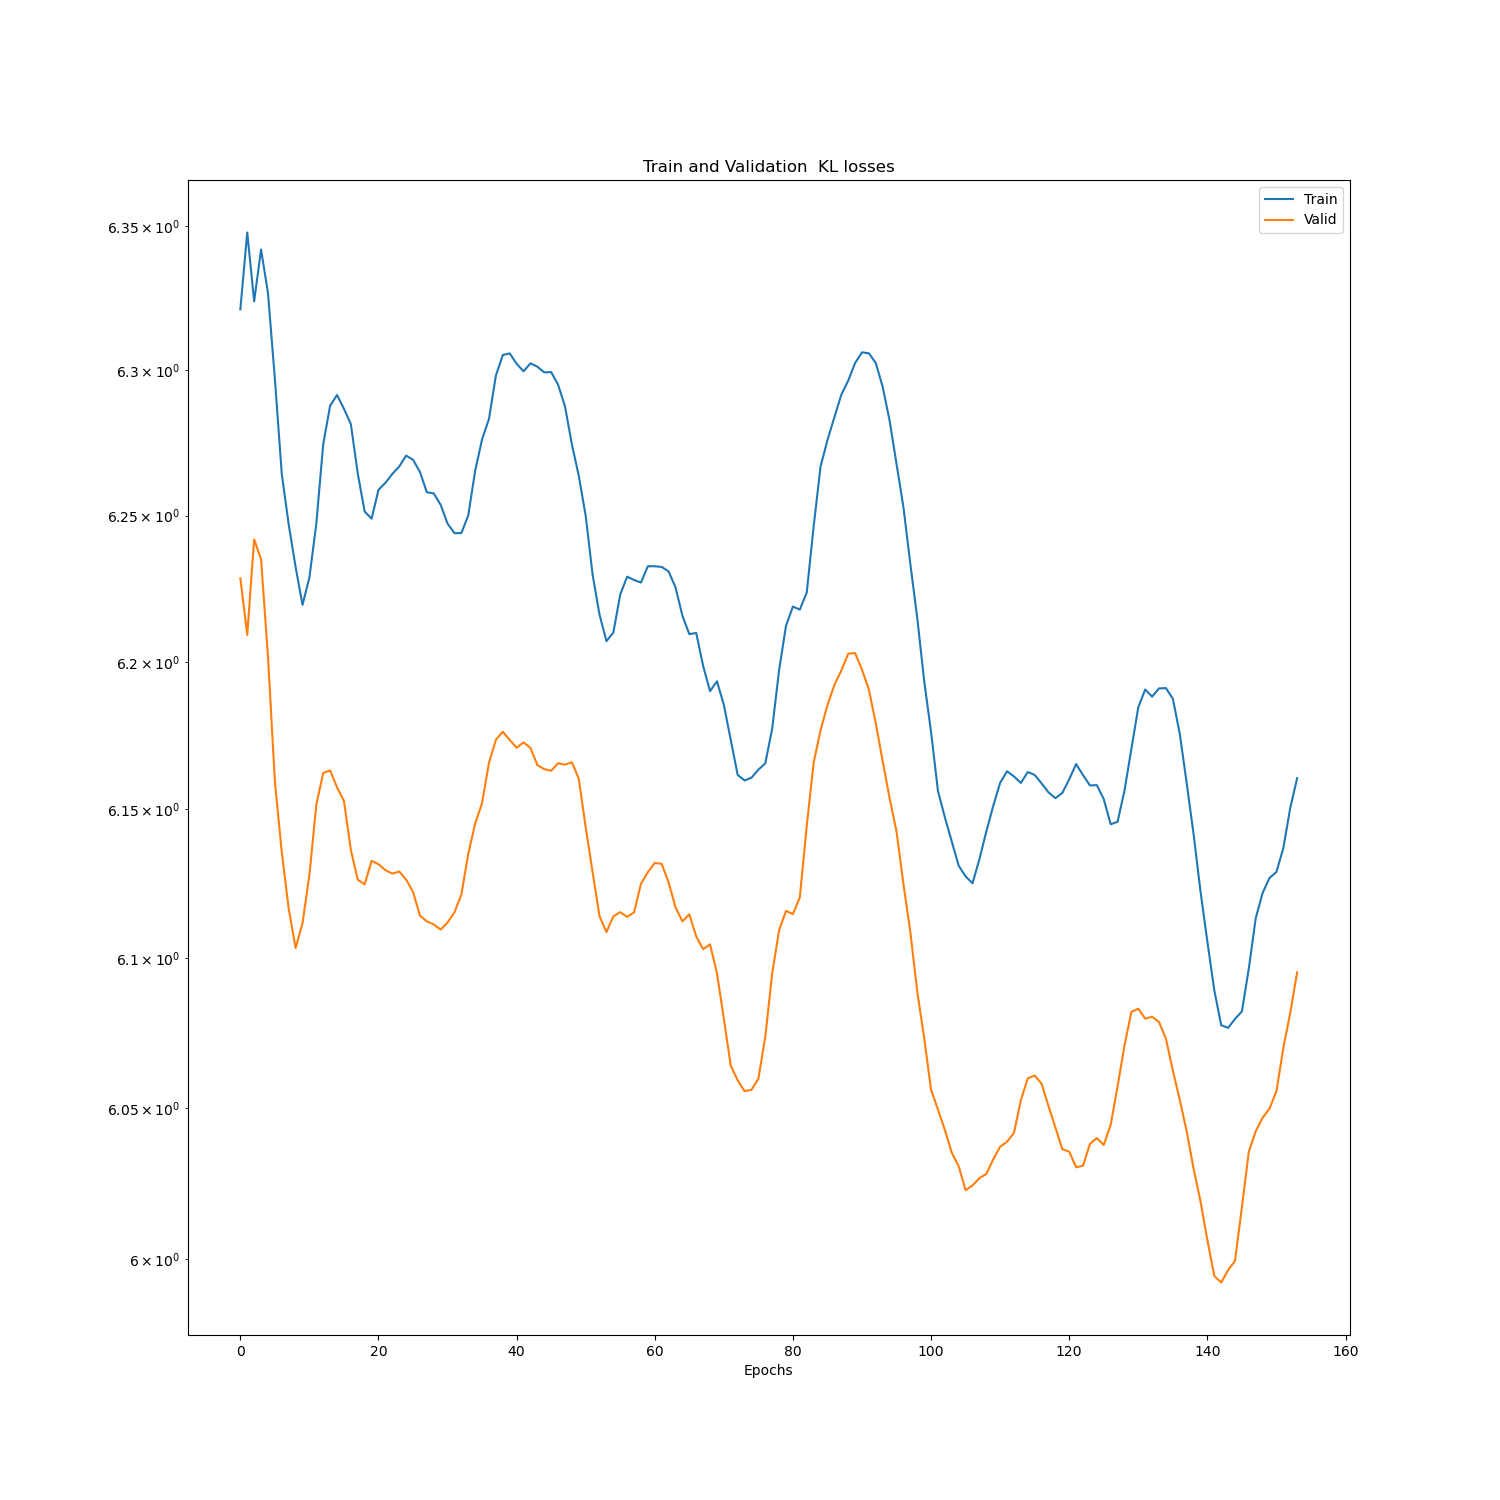 Train and Validation  KL losses
Train
Valid
6.35 × 10⁰
6.3 × 10⁰
6.25 × 10⁰
6.2 × 10⁰
6.15 × 10⁰
6.1 × 10⁰
6.05 × 10⁰
6 × 10⁰
0 20 40 60 80 100 120 140 160
Epochs